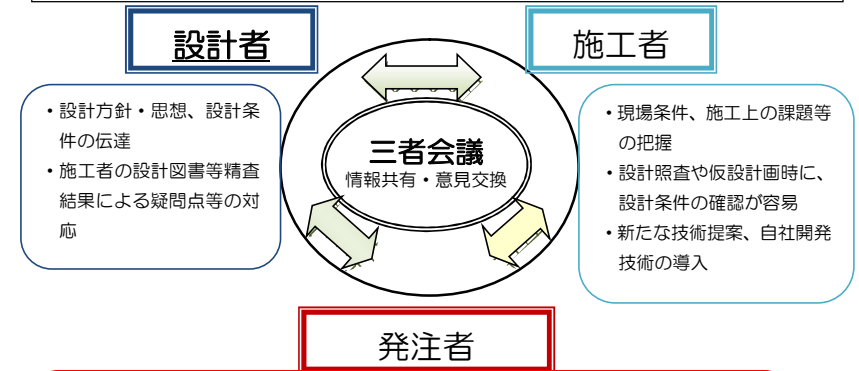 設計者
施工者
・設計方針・思想、設計条
件の伝達
・施工者の設計図書等精査
結果による疑問点等の対
応
三者会議
情報共有・意見交換
・現場条件、施工上の課題等
の把握
・設計照査や仮設計画時に、
設計条件の確認が容易
・新たな技術提案、自社開発
技術の導入
発注者